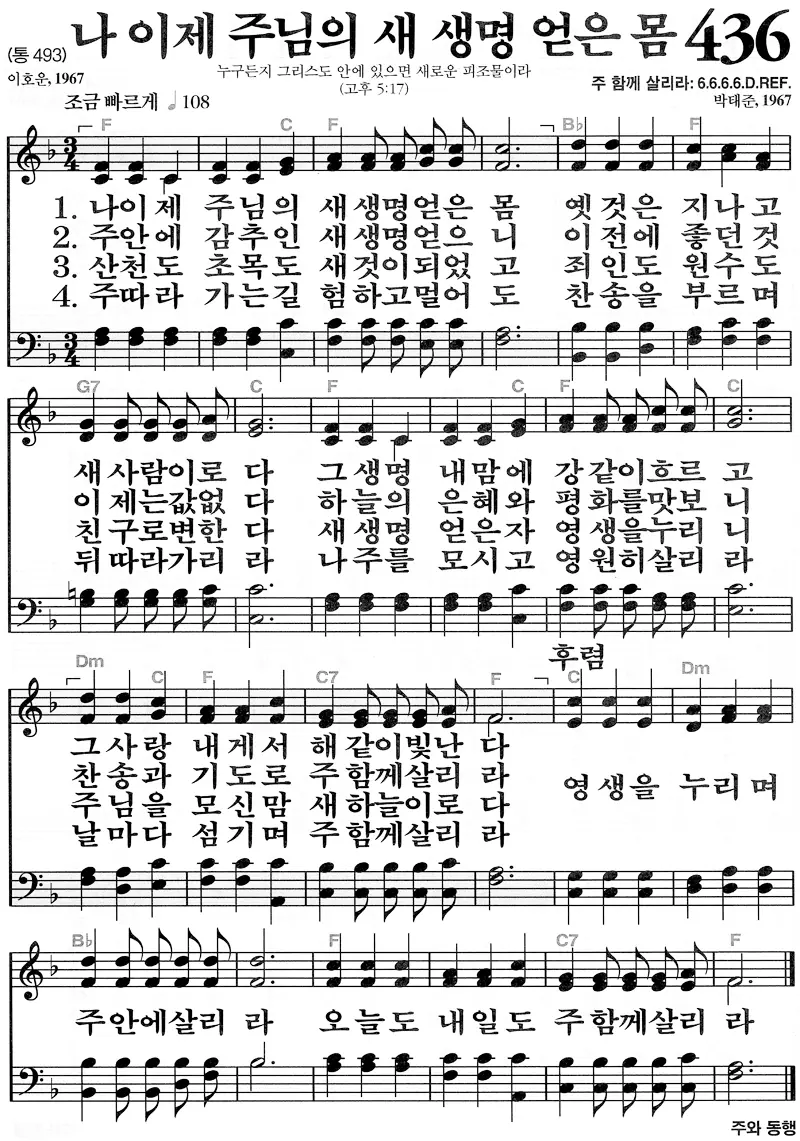 나 이제 주님의 새 생명 얻은 몸 436
(통 493)
이호운, 1967
누구든지 그리스도 안에 있으면 새로운 피조물이라
(고후 5:17)
주 함께 살리라: 6.6.6.6.D.REF.
박태준, 1967
조금 빠르게 ♩ 108
F C F B♭ F
3/4
1. 나이제 주님의 새생명얻은 몸 옛것은 지나고
2. 주안에 감추인 새생명얻으니 이전에 좋던것
3. 산천도 초목도 새것이되었고 죄인도 원수도
4. 주따라 가는길 험하고멀어도 찬송을 부르며
3/4
G7 C F C F C
새사람이로다 그생명 내맘에 강같이흐르고
이제는값없다 하늘의 은혜와 평화를맛보니
친구로변한다 새생명 얻은자 영생을누리니
뒤따라가리라 나주를 모시고 영원히살리라
후렴
Dm C F C7 F C Dm
그사랑 내게서 해같이빛난다
찬송과 기도로 주함께살리라
주님을 모신맘 새하늘이로다
날마다 섬기며 주함께살리라
영생을 누리며
B♭ F C7 F
주안에살리라 오늘도 내일도 주함께살리라
주와 동행